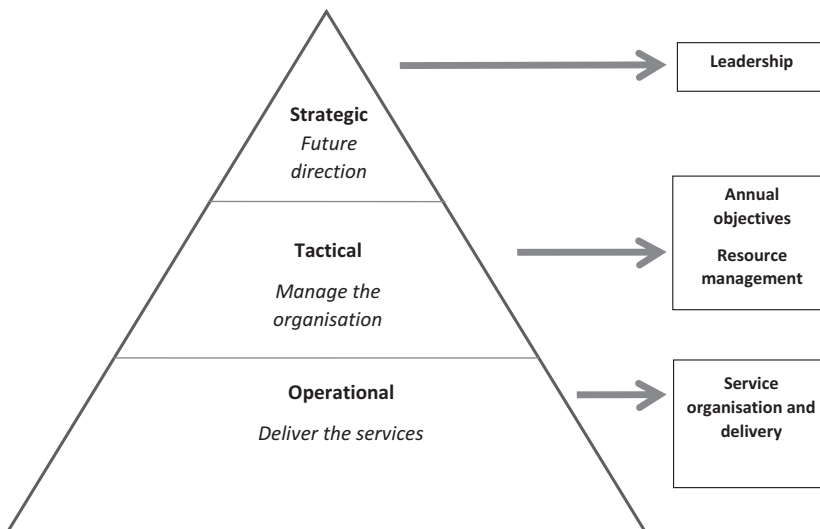 Leadership
Strategic
Future
direction
Annual
objectives
Resource
management
Tactical
Manage the
organisation
Service
organisation and
delivery
Operational
Deliver the services